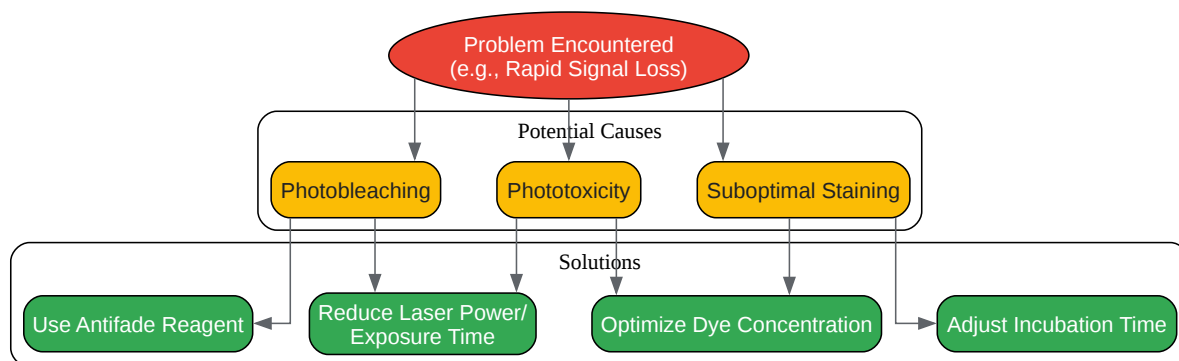 Problem Encountered
(e.g., Rapid Signal Loss)
Potential Causes
Photobleaching
Phototoxicity
Suboptimal Staining
Solutions
Use Antifade Reagent
Reduce Laser Power/
Exposure Time
Optimize Dye Concentration
Adjust Incubation Time